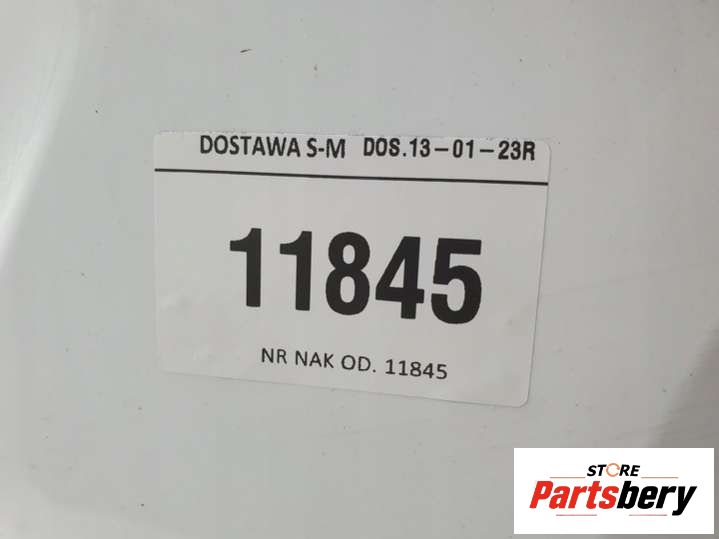 DOSTAWA S-M DOS.13-01-23R
11845
NR NAK OD. 11845
STORE
Partsbery